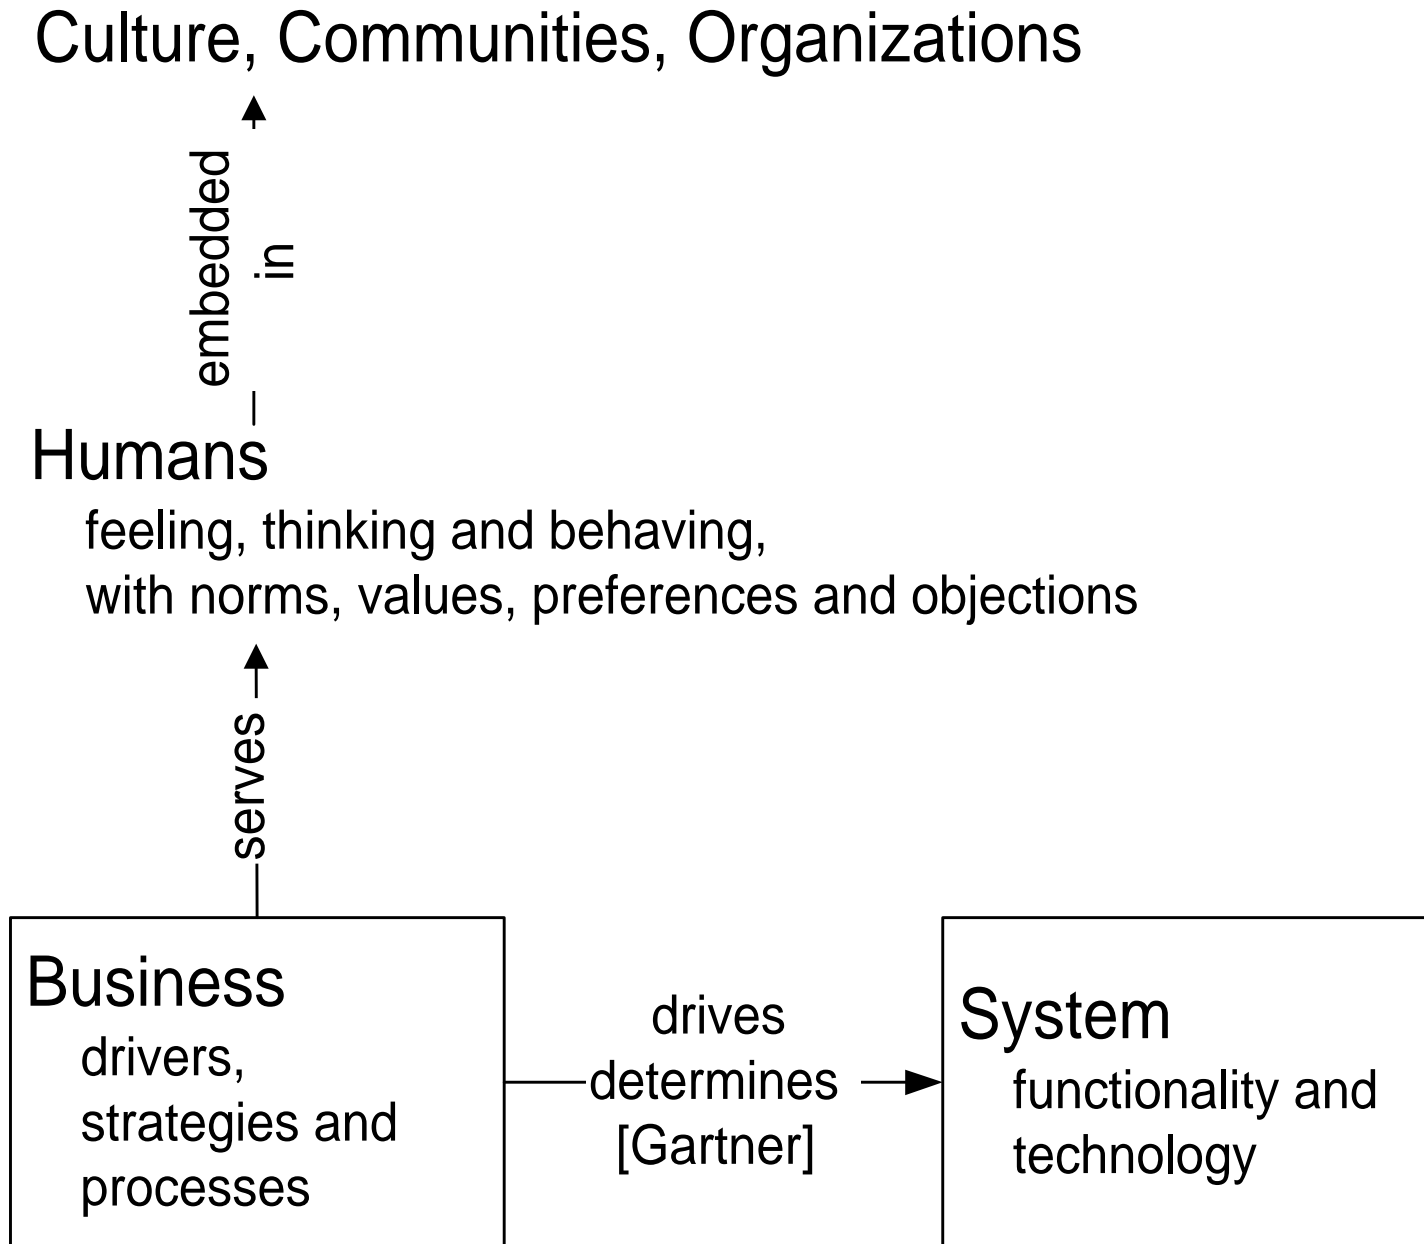 Culture, Communities, Organizations
embedded
in
Humans
feeling, thinking and behaving,
with norms, values, preferences and objections
serves
Business
drivers,
strategies and
processes
drives
determines
[Gartner]
System
functionality and
technology